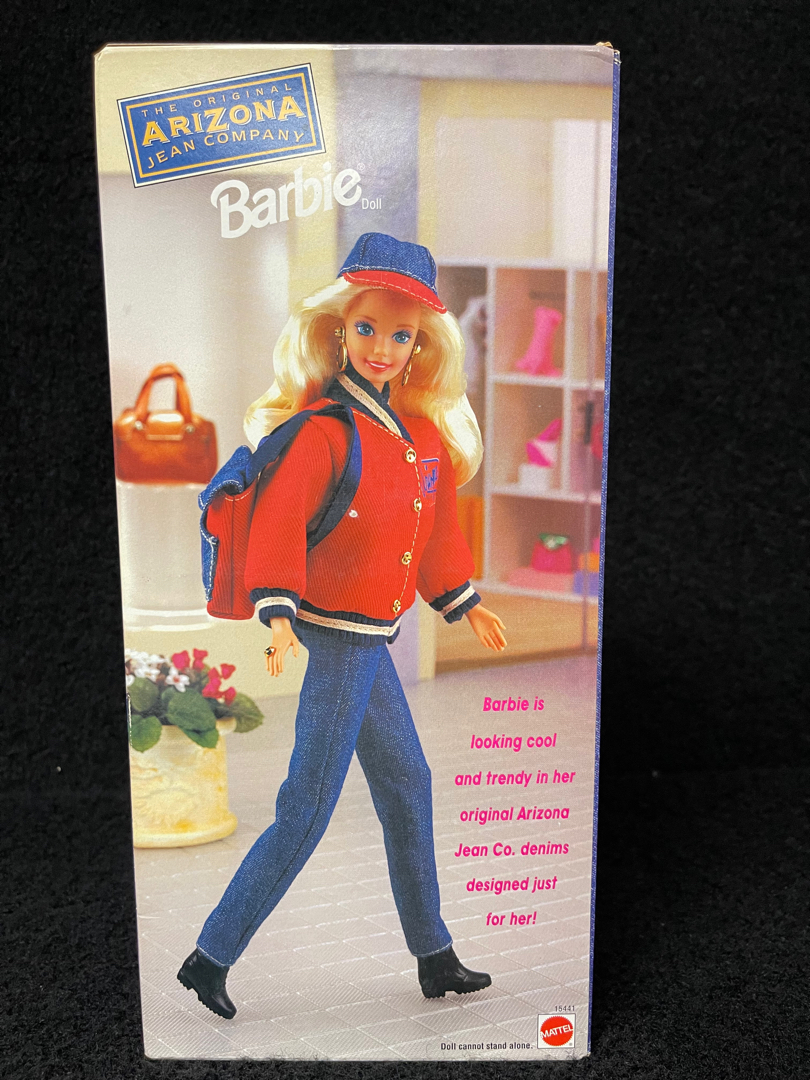 THE ORIGINAL
ARIZONA
JEAN COMPANY
Barbie Doll
Barbie is
looking cool
and trendy in her
original Arizona
Jean Co. denims
designed just
for her!
15441
MATTEL
Doll cannot stand alone.